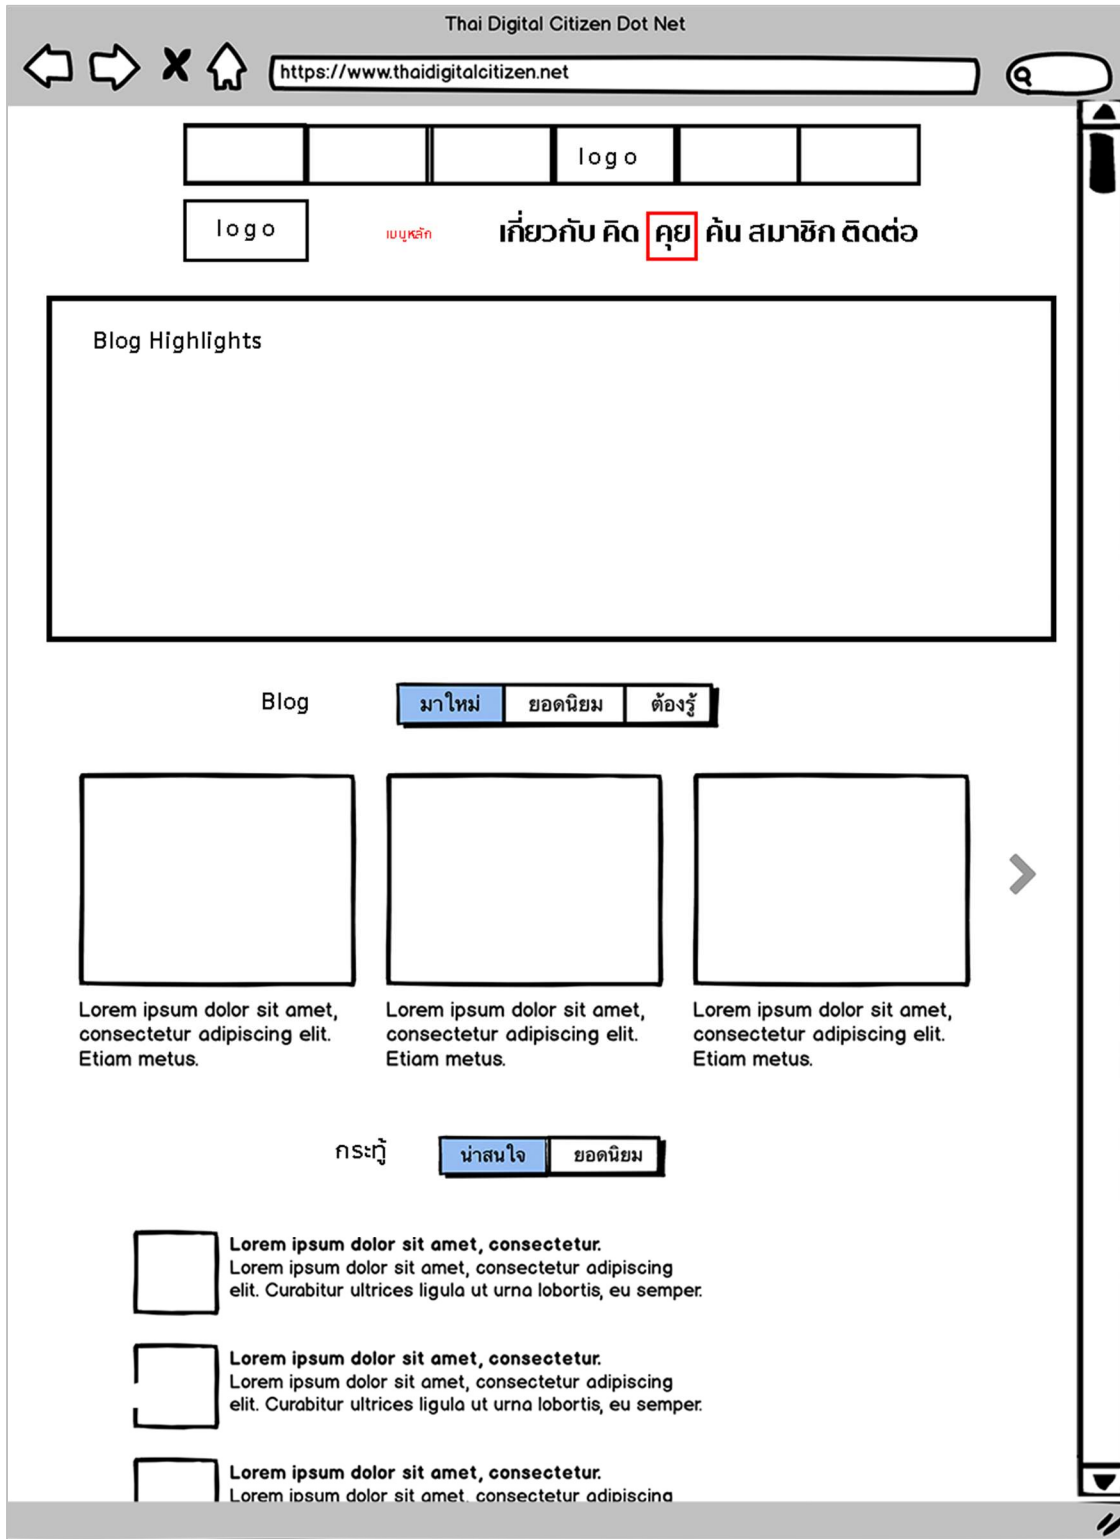 Thai Digital Citizen Dot Net
https://www.thaidigitalcitizen.net
logo
logo
เมนูหลัก
เกี่ยวกับ คิด คุย ค้น สมาชิก ติดต่อ
Blog Highlights
Blog
มาใหม่ ยอดนิยม ต้องรู้
Lorem ipsum dolor sit amet,
consectetur adipiscing elit.
Etiam metus.
Lorem ipsum dolor sit amet,
consectetur adipiscing elit.
Etiam metus.
Lorem ipsum dolor sit amet,
consectetur adipiscing elit.
Etiam metus.
กระทู้
น่าสนใจ ยอดนิยม
Lorem ipsum dolor sit amet, consectetur.
Lorem ipsum dolor sit amet, consectetur adipiscing
elit. Curabitur ultrices ligula ut urna lobortis, eu semper.
Lorem ipsum dolor sit amet, consectetur.
Lorem ipsum dolor sit amet, consectetur adipiscing
elit. Curabitur ultrices ligula ut urna lobortis, eu semper.
Lorem ipsum dolor sit amet, consectetur.
Lorem ipsum dolor sit amet, consectetur adipiscing